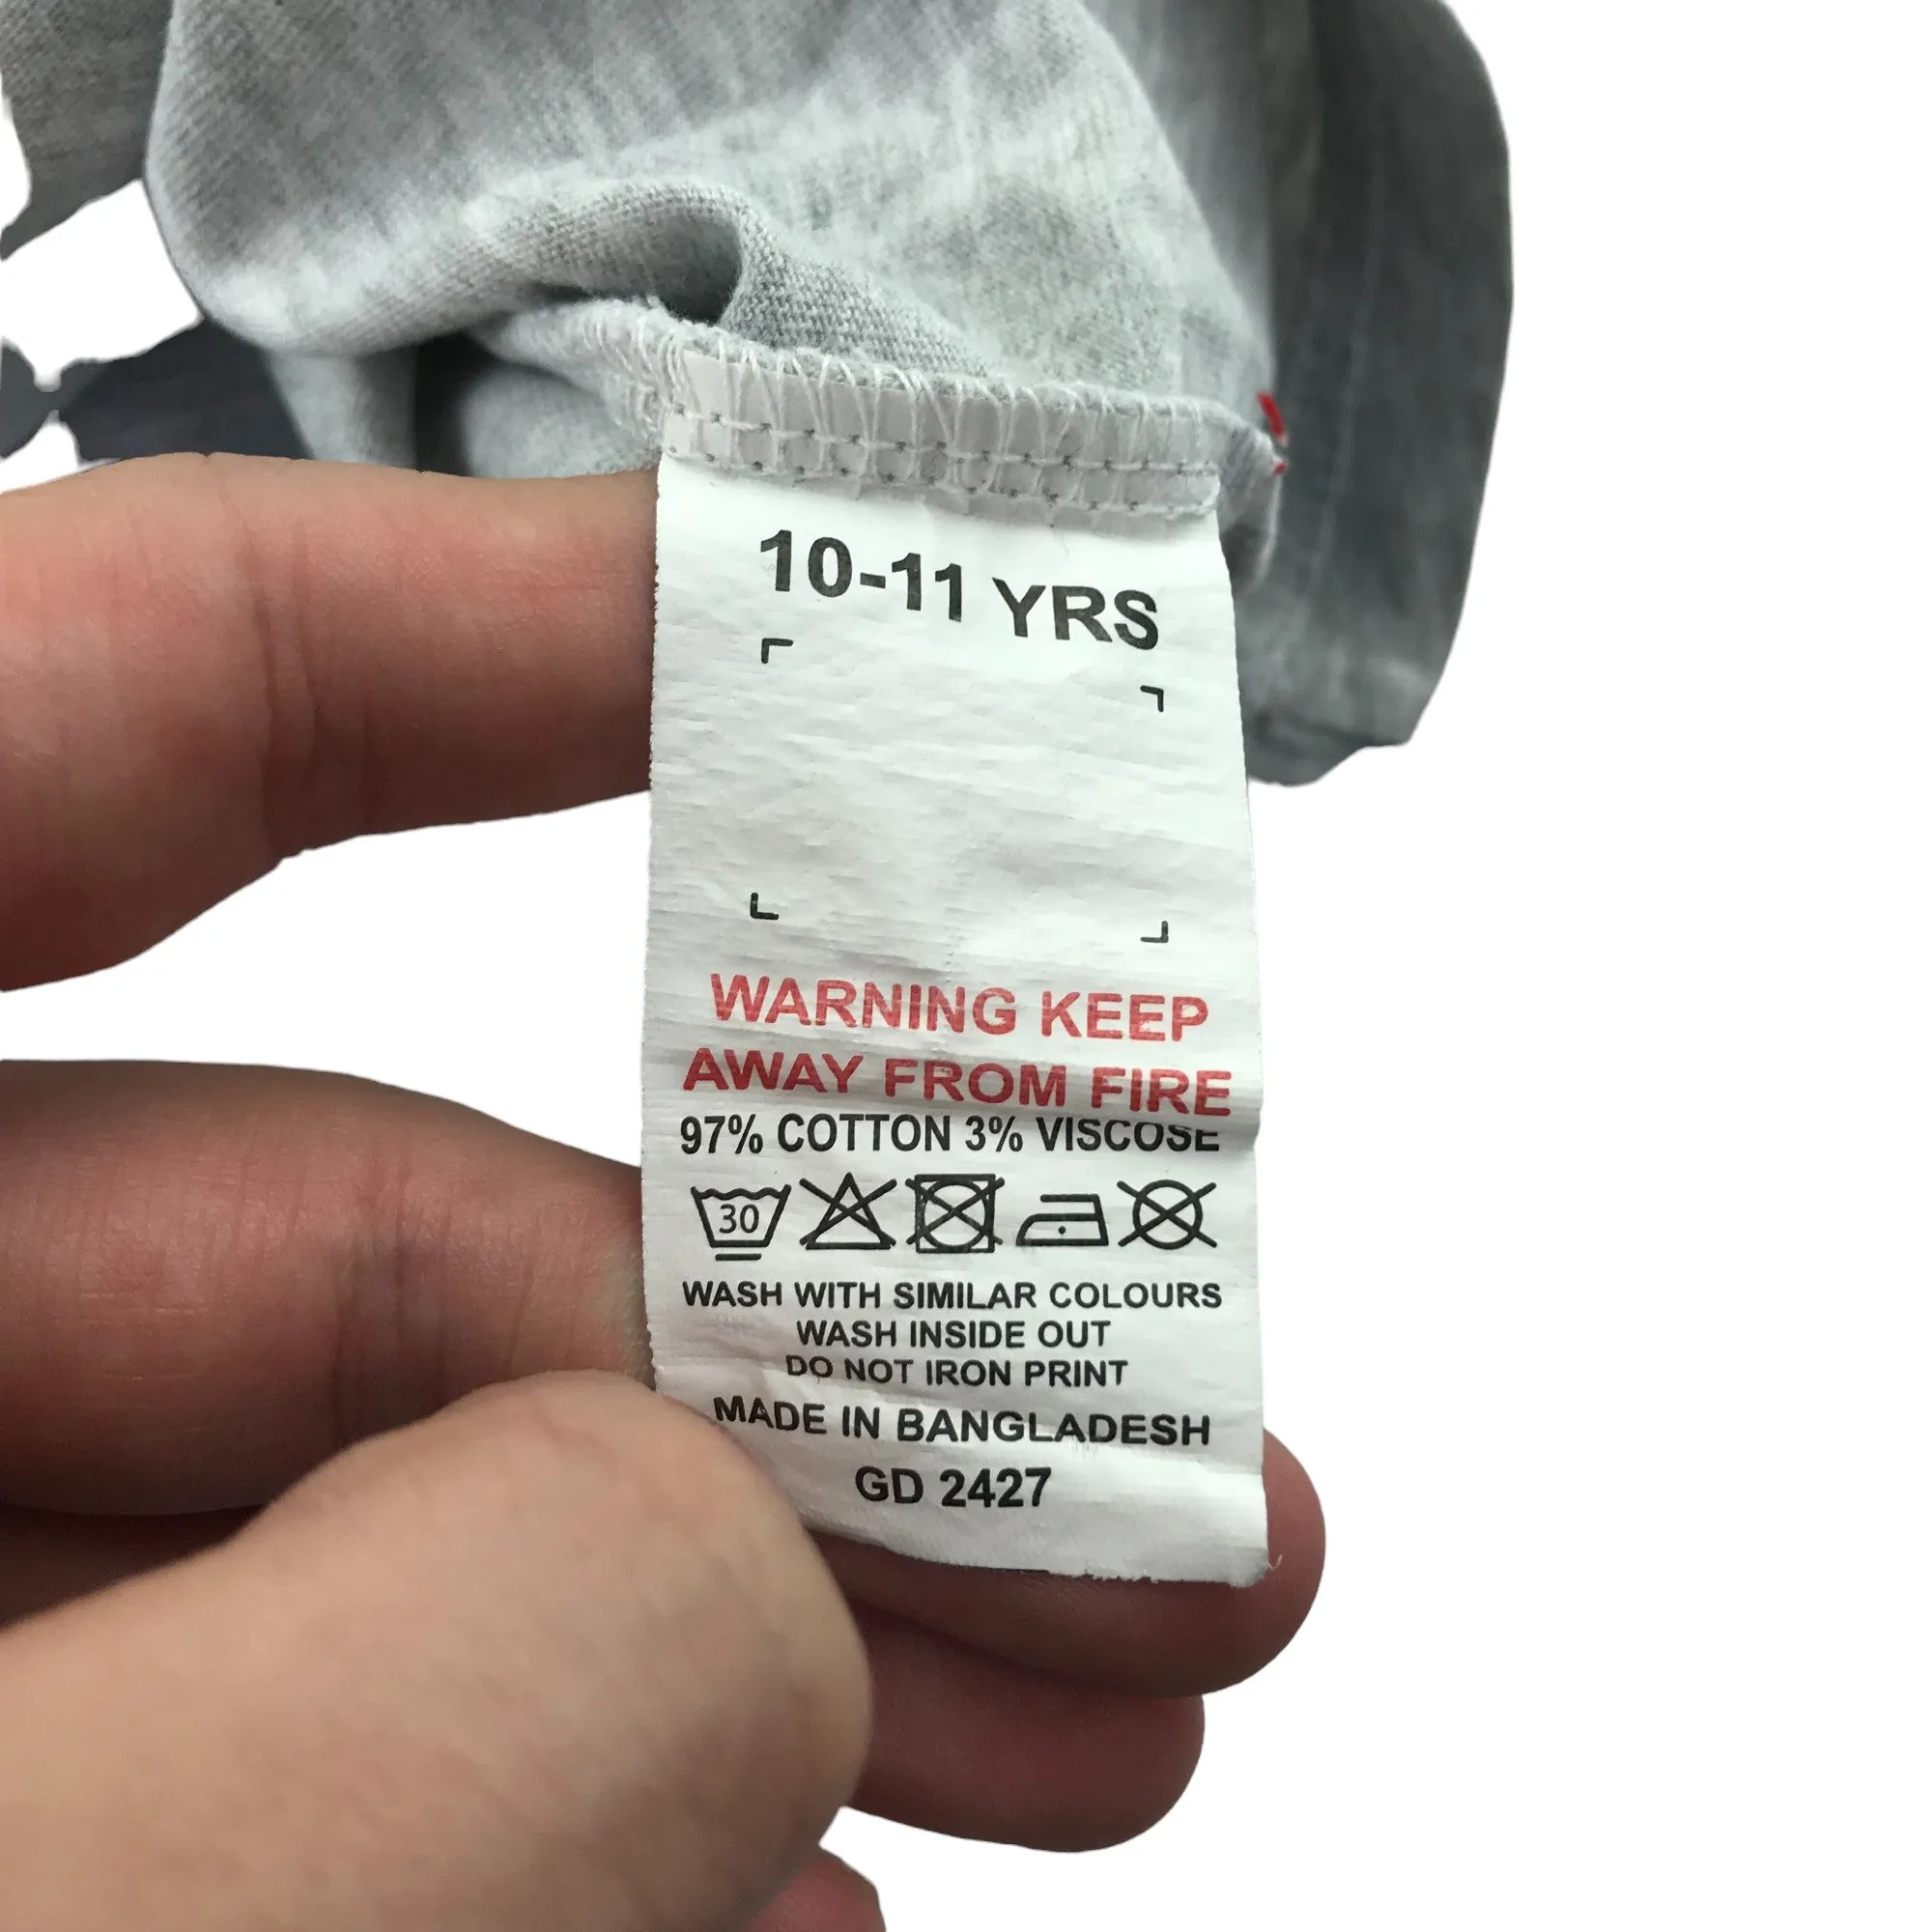 10-11 YRS
WARNING KEEP
AWAY FROM FIRE
97% COTTON 3% VISCOSE
30
WASH WITH SIMILAR COLOURS
WASH INSIDE OUT
DO NOT IRON PRINT
MADE IN BANGLADESH
GD 2427